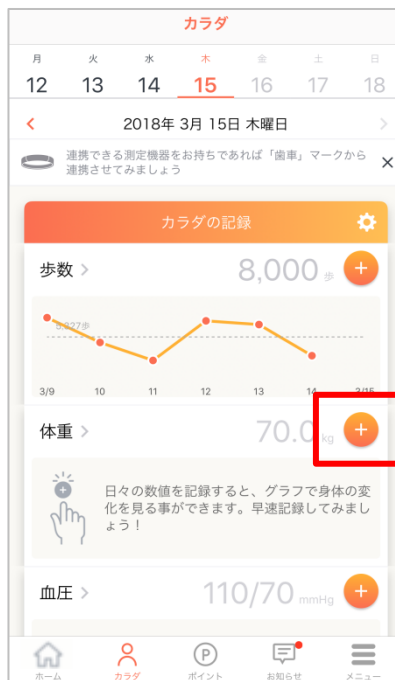 カラダ
月 火 水 木 金 土 日
12 13 14 15 16 17 18
< 2018年 3月 15日 木曜日 >
連携できる測定機器をお持ちであれば「歯車」マークから
連携させてみましょう ×
カラダの記録
歩数 > 8,000 歩 +
3/9 10 11 12 13 14 3/15
体重 > 70.0 kg +
日々の数値を記録すると、グラフで身体の変
化を見る事ができます。早速記録してみまし
ょう！
血圧 > 110/70 mmHg +
P
ホーム カラダ ポイント お知らせ メニュー